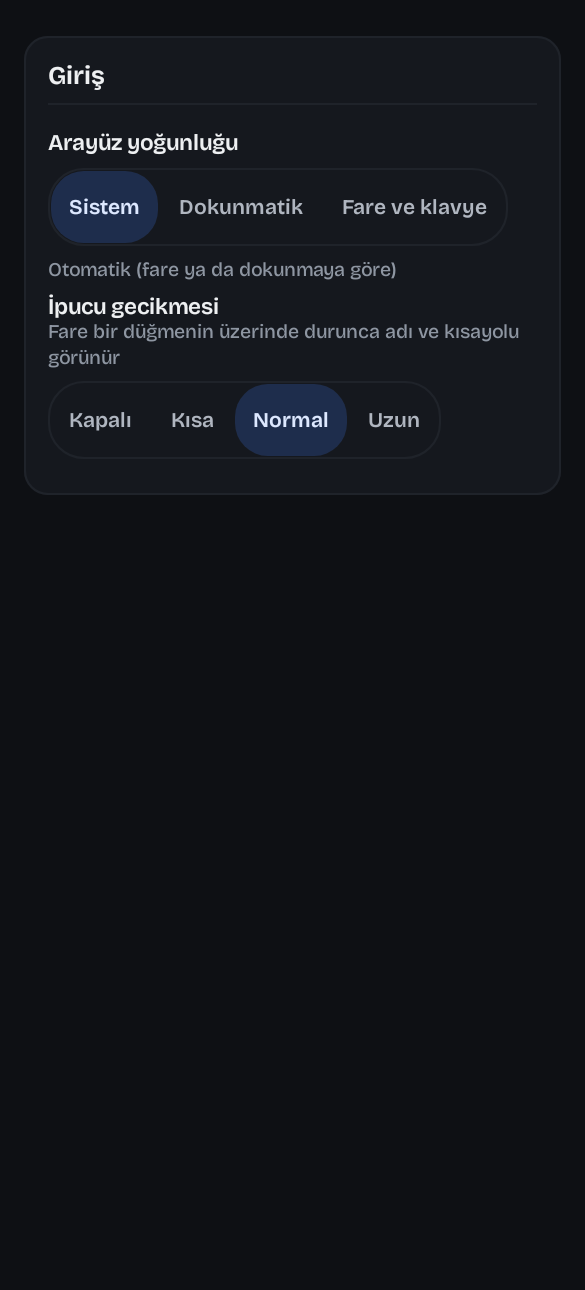 Giriş
Arayüz yoğunluğu
Sistem Dokunmatik Fare ve klavye
Otomatik (fare ya da dokunmaya göre)
İpucu gecikmesi
Fare bir düğmenin üzerinde durunca adı ve kısayolu
görünür
Kapalı Kısa Normal Uzun